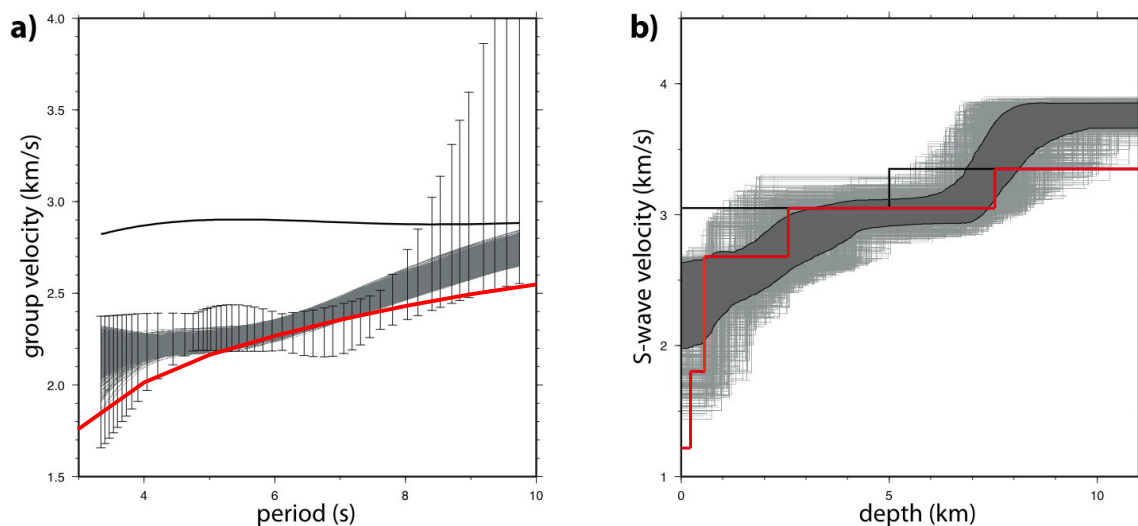 a)
4.0
3.5
3.0
2.5
2.0
1.5
group velocity (km/s)
4
6
8
10
period (s)
b)
4
3
2
1
S-wave velocity (km/s)
0
5
10
depth (km)